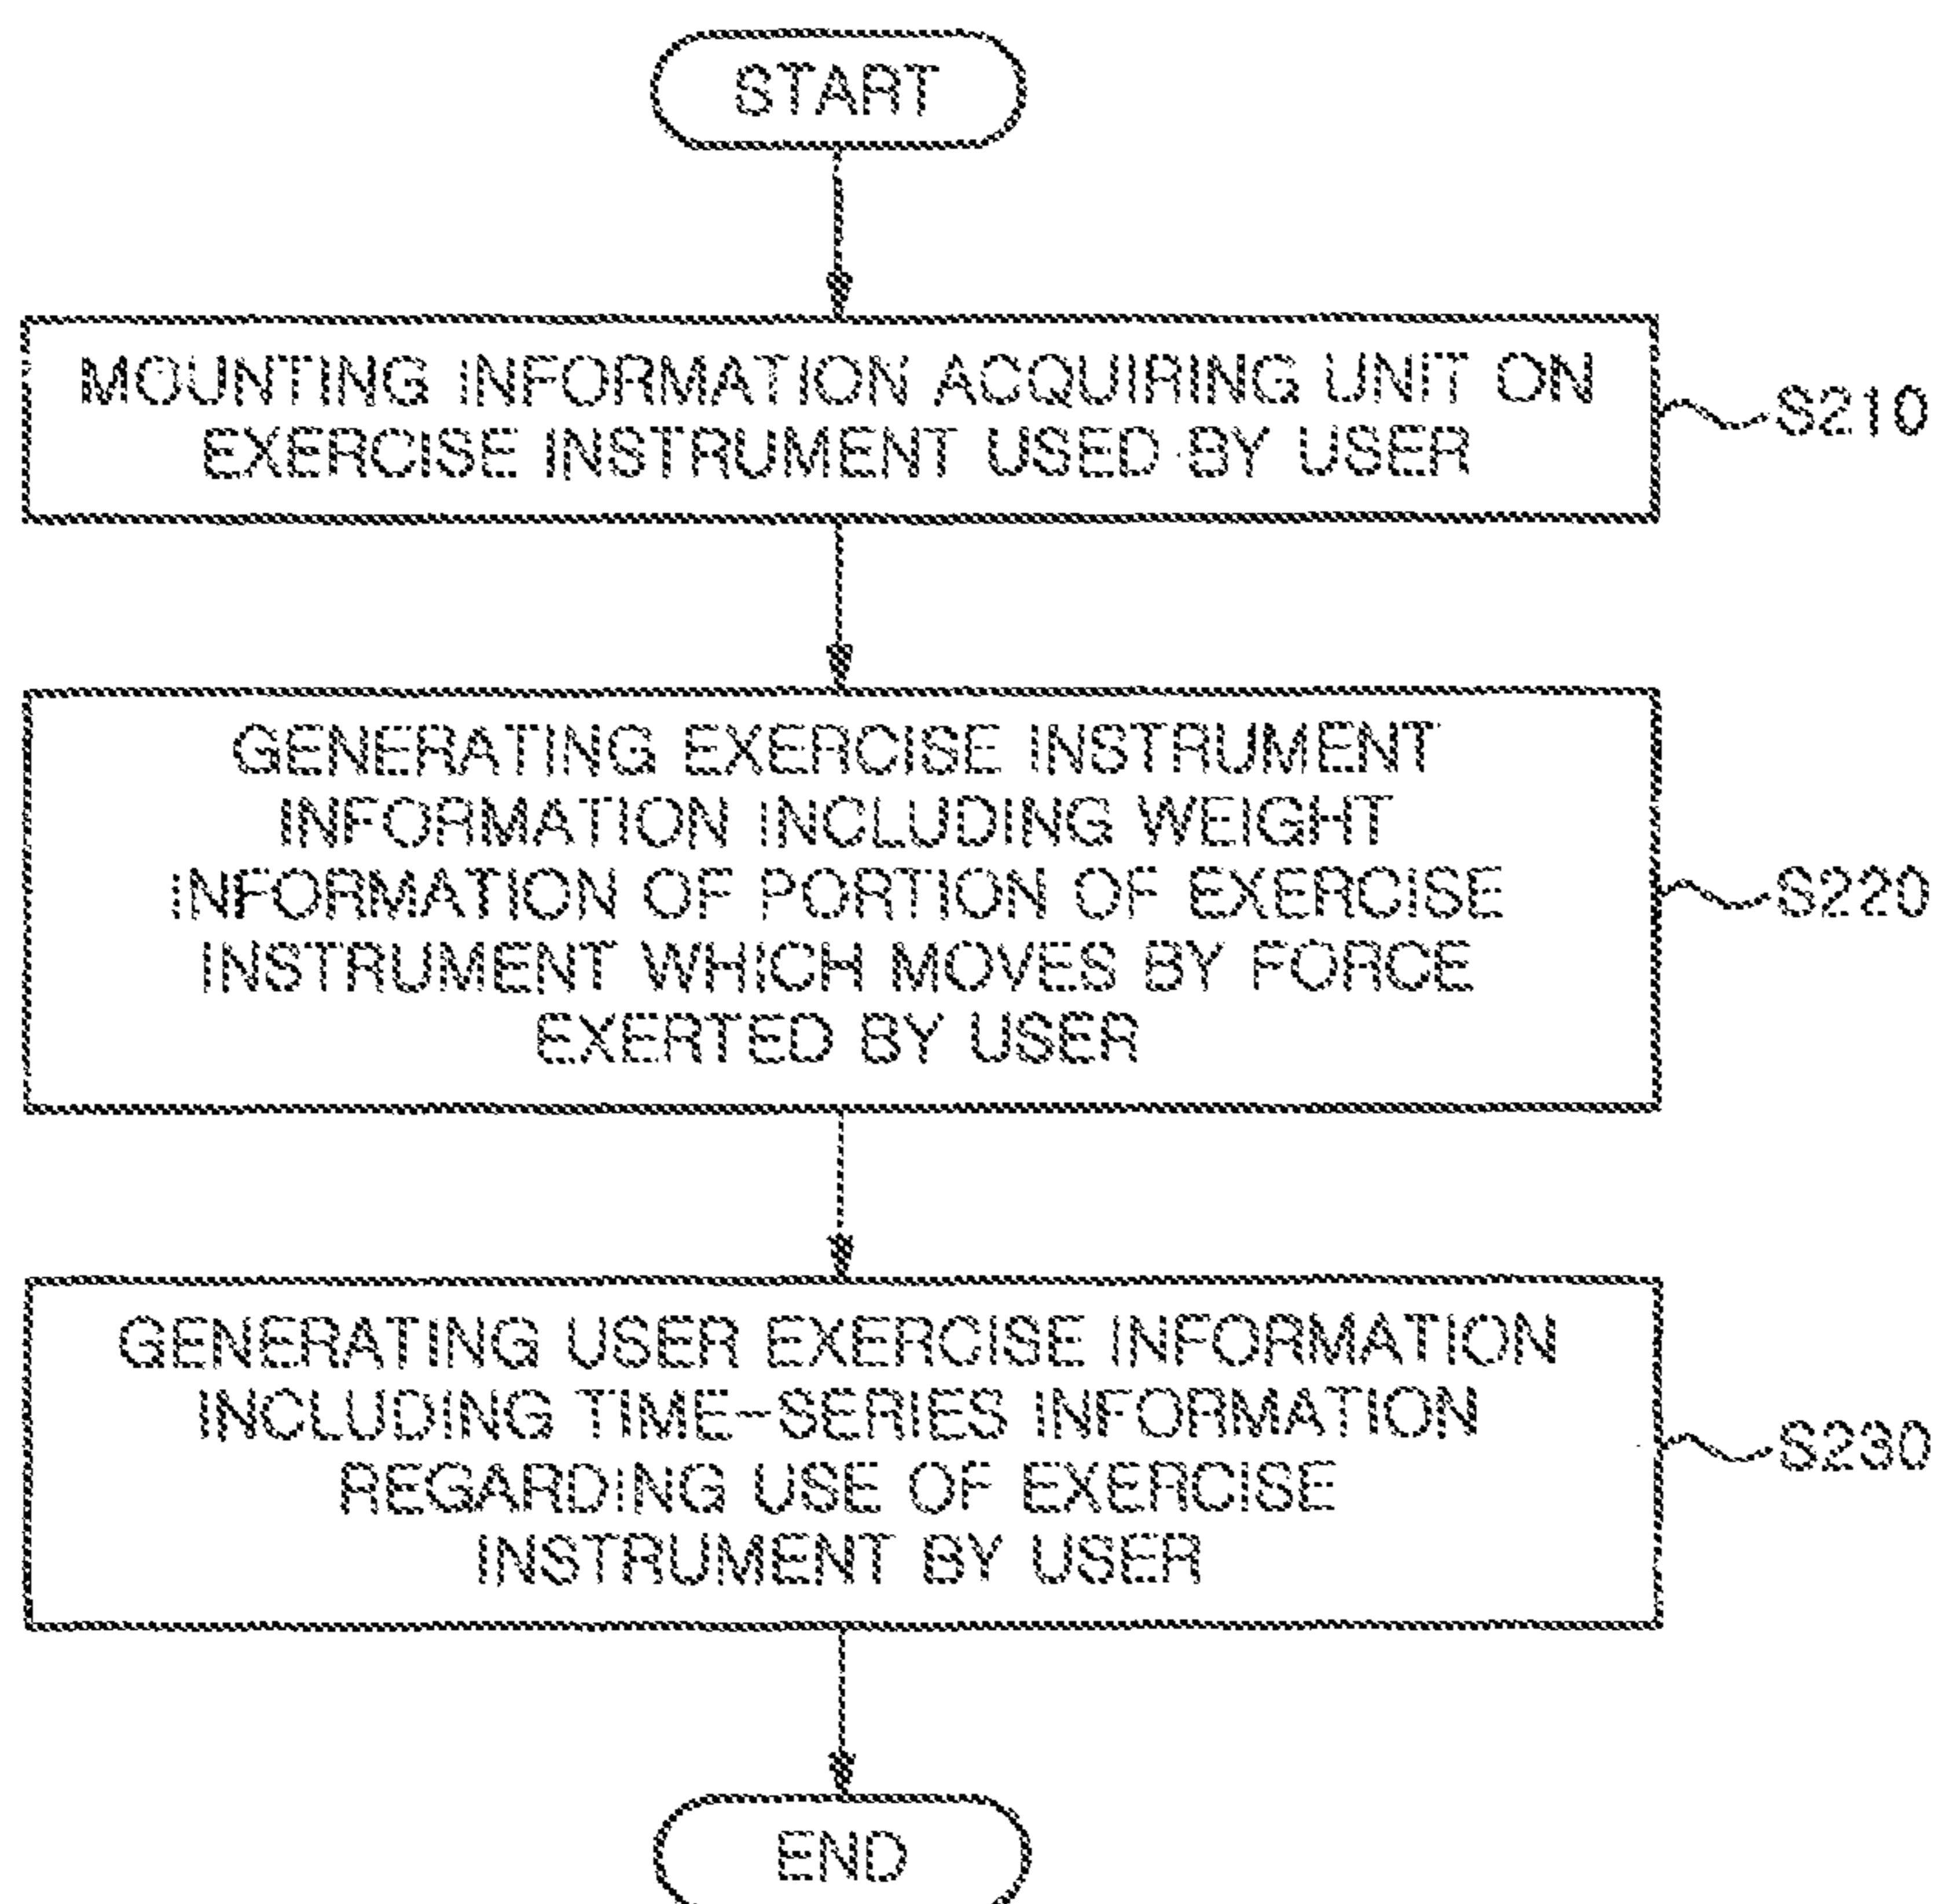 START
MOUNTING INFORMATION ACQUIRING UNIT ON
EXERCISE INSTRUMENT USED BY USER
S210
GENERATING EXERCISE INSTRUMENT
INFORMATION INCLUDING WEIGHT
INFORMATION OF PORTION OF EXERCISE
INSTRUMENT WHICH MOVES BY FORCE
EXERTED BY USER
S220
GENERATING USER EXERCISE INFORMATION
INCLUDING TIME-SERIES INFORMATION
REGARDING USE OF EXERCISE
INSTRUMENT BY USER
S230
END